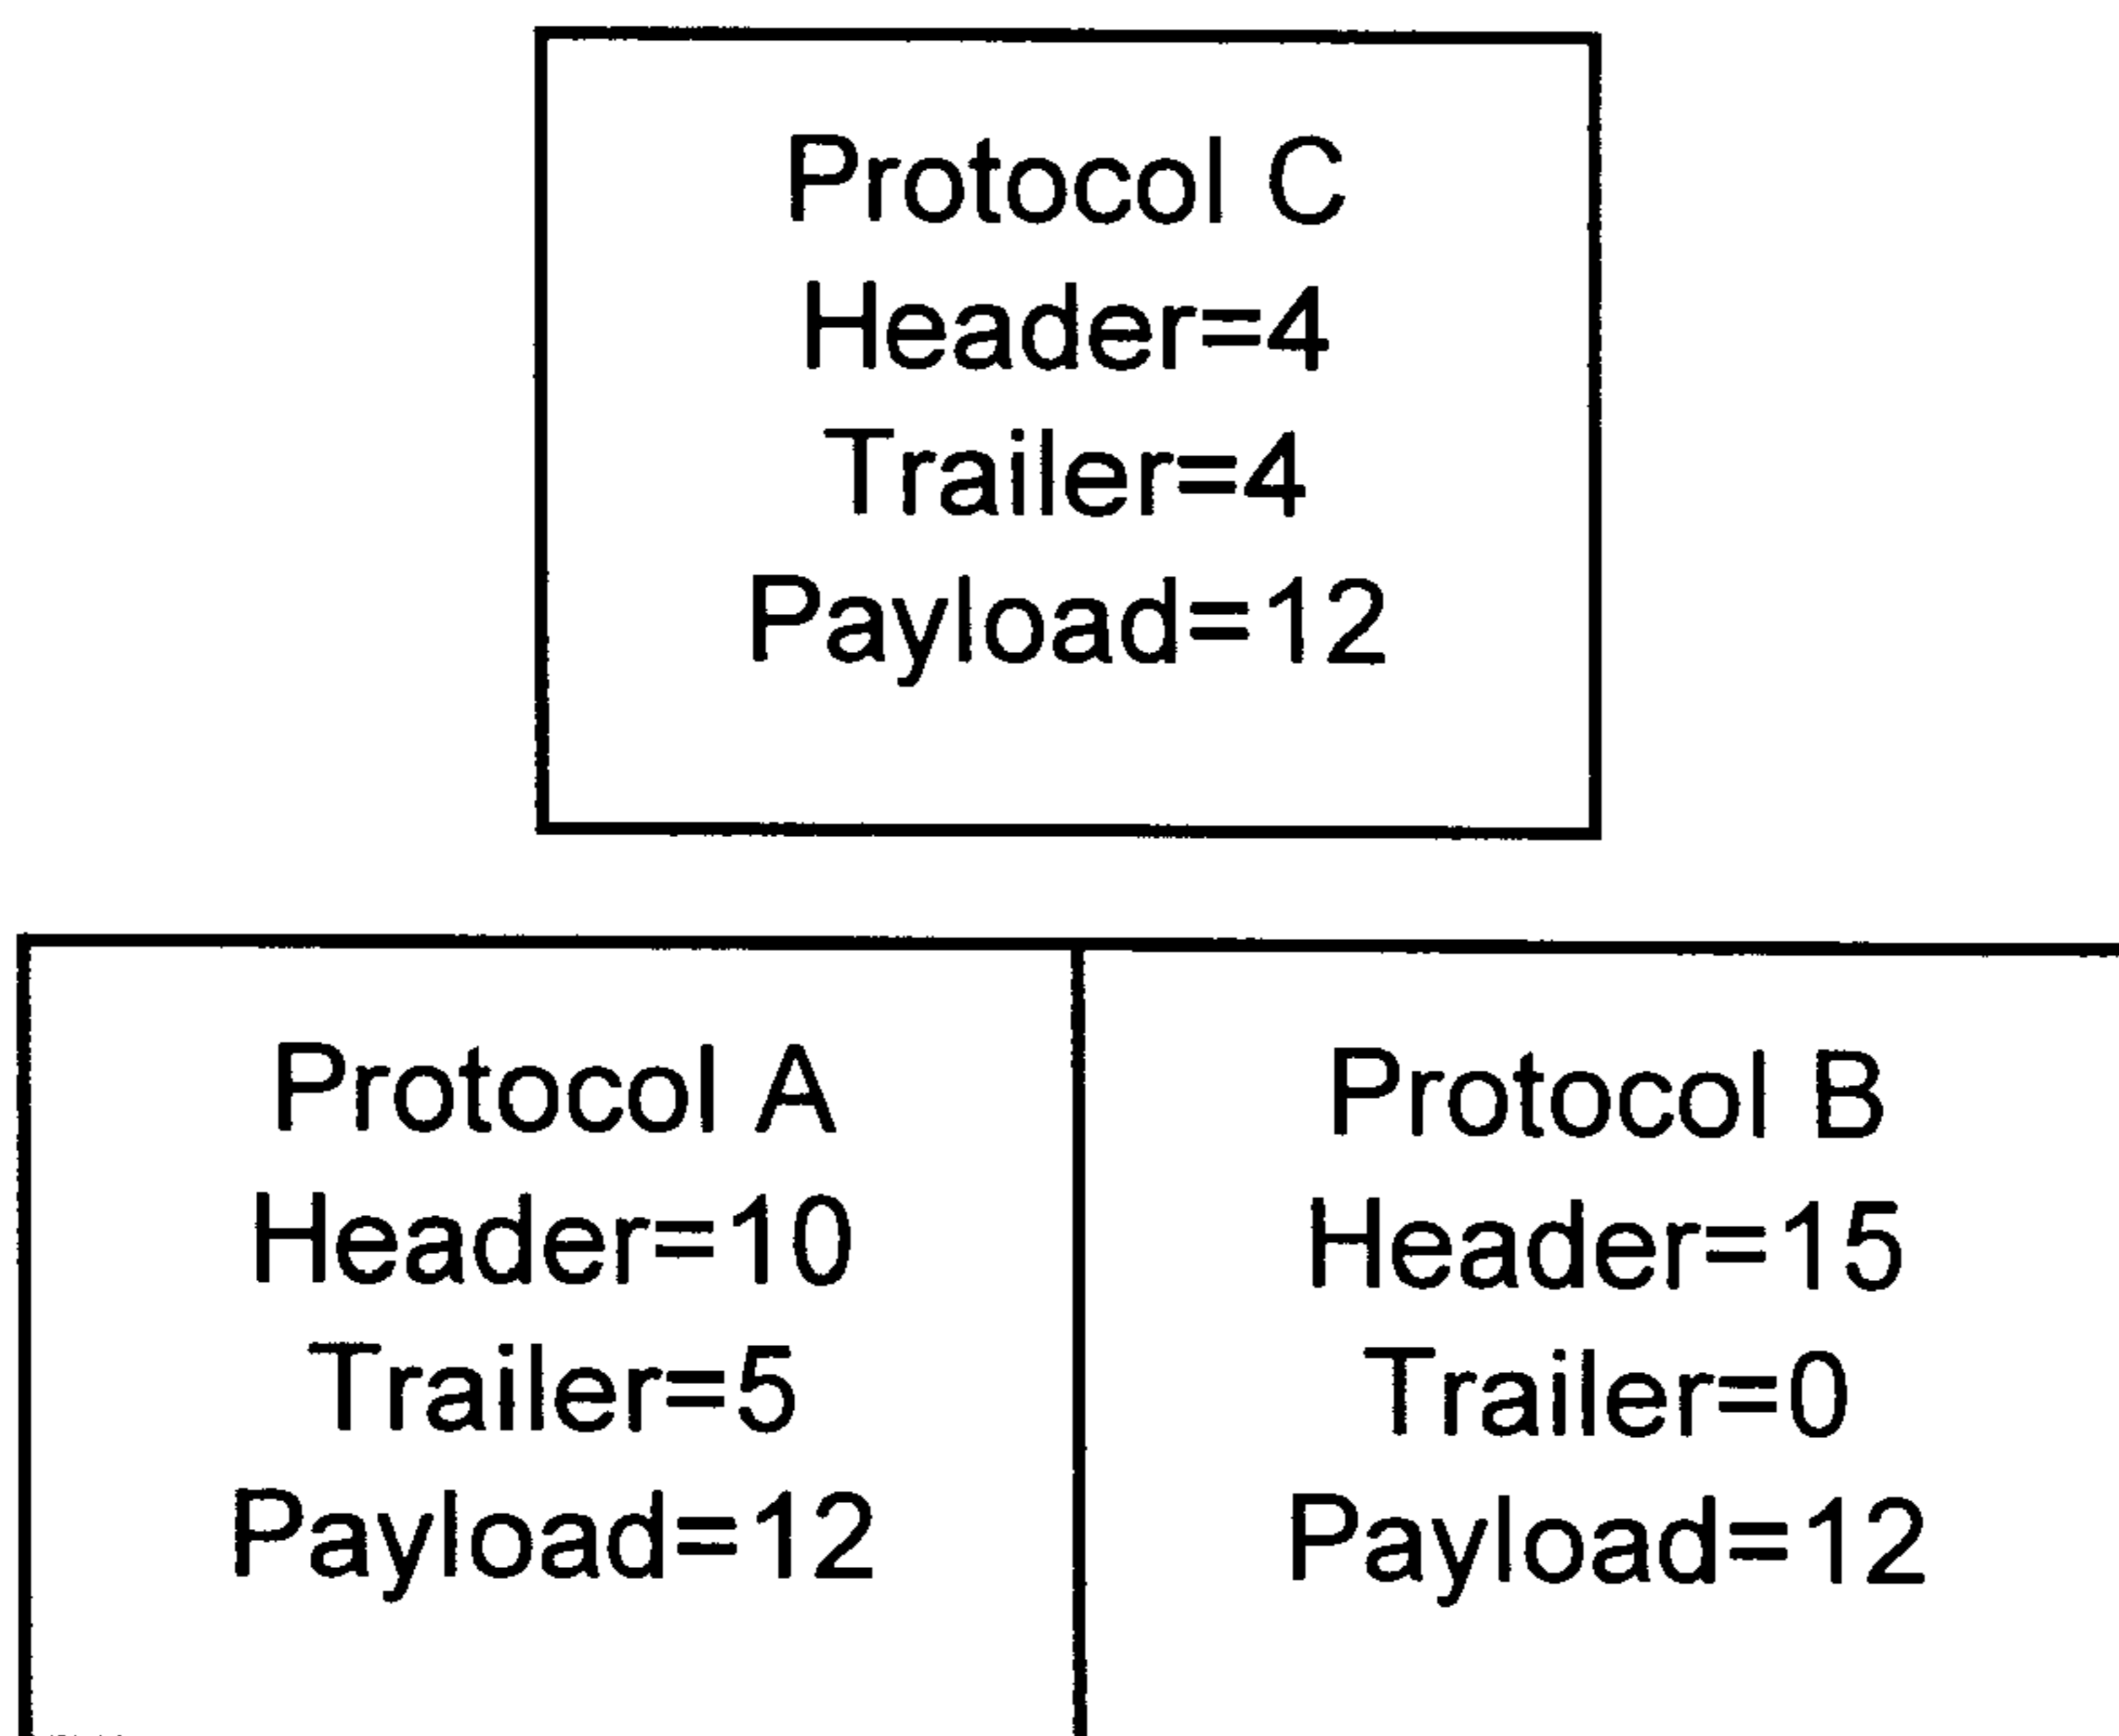 Protocol C
Header=4
Trailer=4
Payload=12
Protocol A
Header=10
Trailer=5
Payload=12
Protocol B
Header=15
Trailer=0
Payload=12